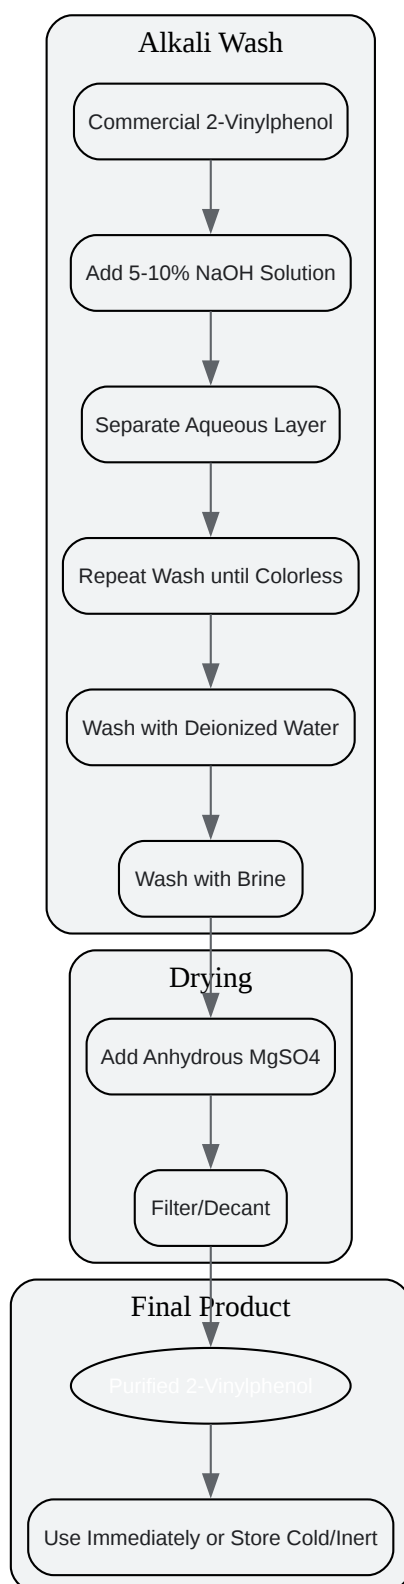 Alkali Wash
Commercial 2-Vinylphenol
Add 5-10% NaOH Solution
Separate Aqueous Layer
Repeat Wash until Colorless
Wash with Deionized Water
Wash with Brine
Drying
Add Anhydrous MgSO4
Filter/Decant
Final Product
Purified 2-Vinylphenol
Use Immediately or Store Cold/Inert